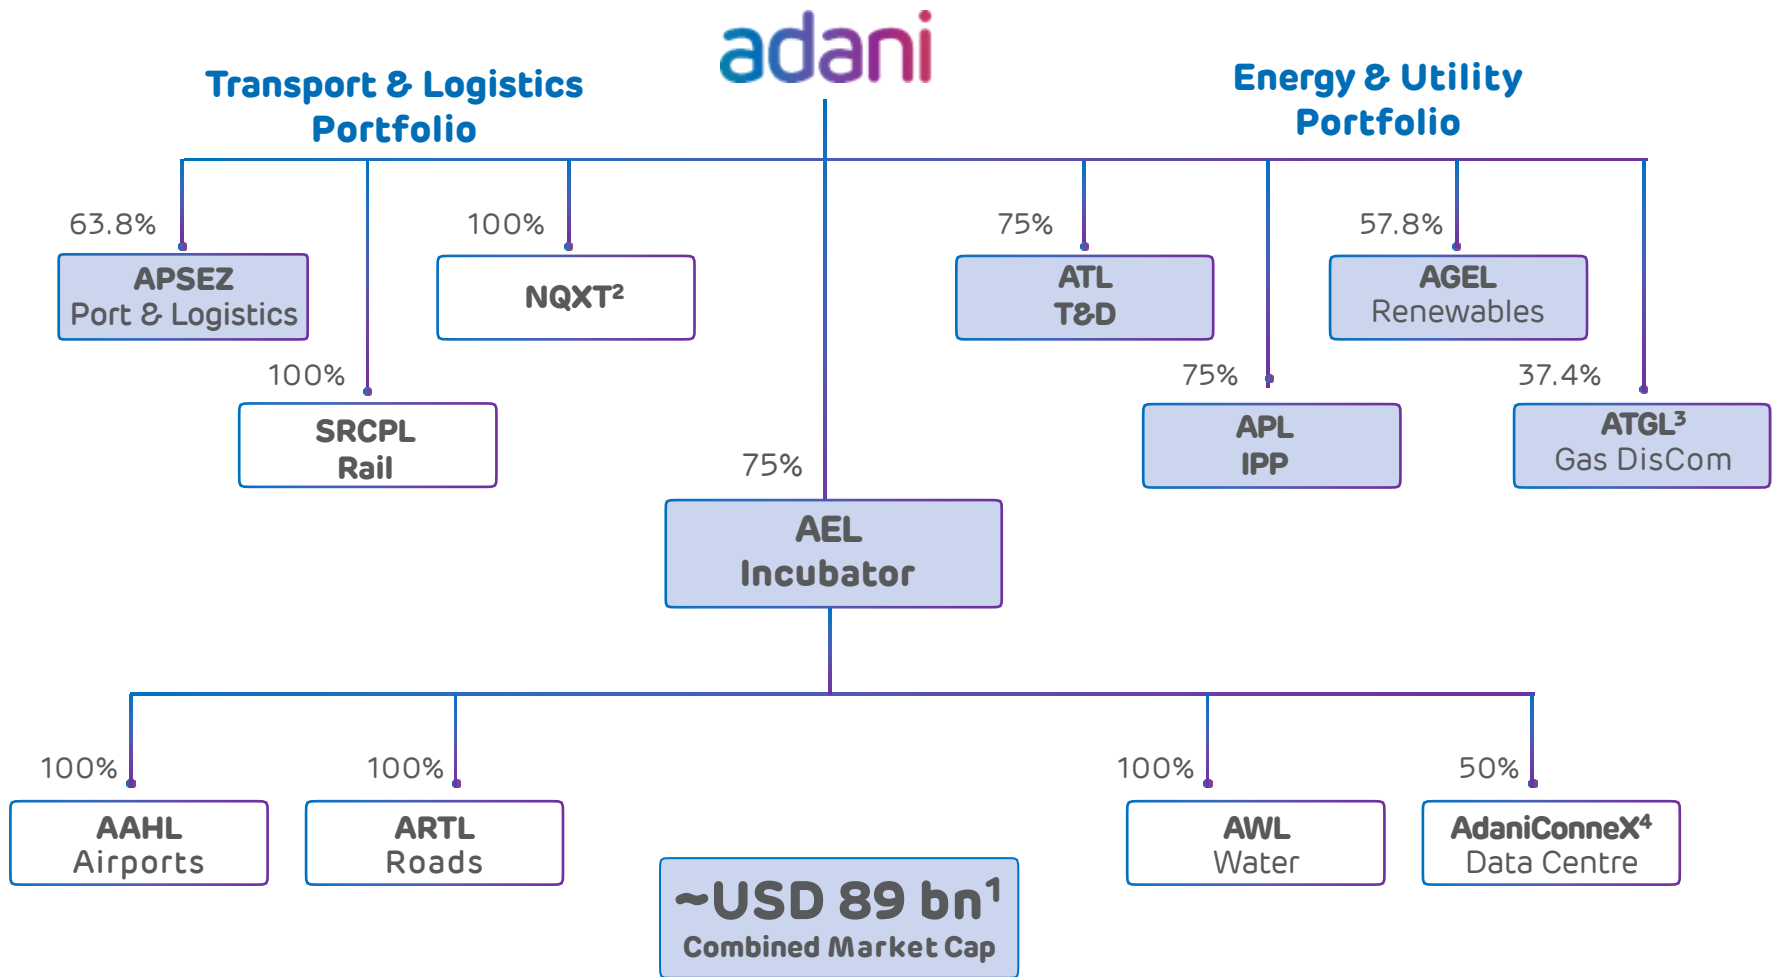 adani
Transport & Logistics
Portfolio
Energy & Utility
Portfolio
63.8%
APSEZ
Port & Logistics
100%
NQXT²
75%
ATL
T&D
57.8%
AGEL
Renewables
100%
SRCPL
Rail
75%
APL
IPP
37.4%
ATGL³
Gas DisCom
75%
AEL
Incubator
100%
AAHL
Airports
100%
ARTL
Roads
100%
AWL
Water
50%
AdaniConneX⁴
Data Centre
~USD 89 bn¹
Combined Market Cap